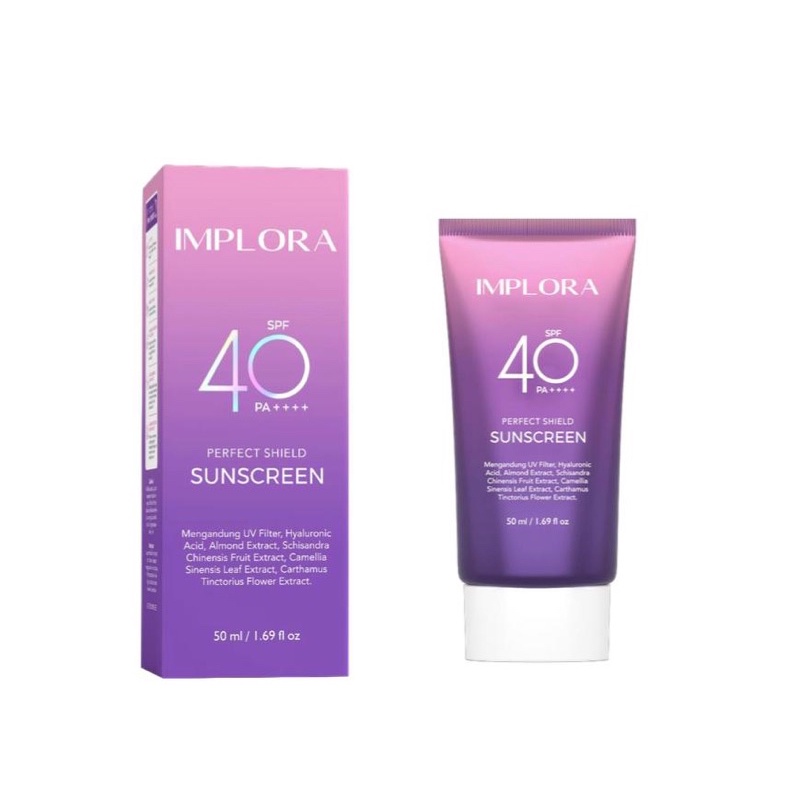 IMPLORA
SPF
40
PA++++
PERFECT SHIELD
SUNSCREEN
Mengandung UV Filter, Hyaluronic
Acid, Almond Extract, Schisandra
Chinensis Fruit Extract, Camellia
Sinensis Leaf Extract, Carthamus
Tinctorius Flower Extract.
50 ml / 1.69 fl oz
IMPLORA
SPF
40
PA++++
PERFECT SHIELD
SUNSCREEN
Mengandung UV Filter, Hyaluronic
Acid, Almond Extract, Schisandra
Chinensis Fruit Extract, Camellia
Sinensis Leaf Extract, Carthamus
Tinctorius Flower Extract.
50 ml / 1.69 fl oz